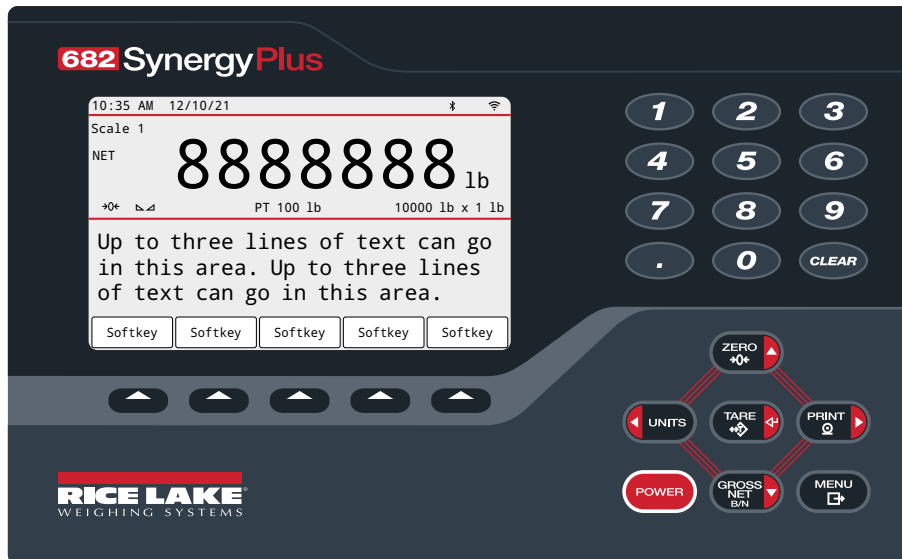 682 SynergyPlus
10:35 AM 12/10/21
Scale 1
NET
8888888 lb
→0← PT 100 lb 10000 lb x 1 lb
Up to three lines of text can go
in this area. Up to three lines
of text can go in this area.
Softkey Softkey Softkey Softkey Softkey
1 2 3
4 5 6
7 8 9
. 0 CLEAR
ZERO
→0←
UNITS
TARE
T
PRINT
POWER
GROSS
NET
B/N
MENU
RICE LAKE®
WEIGHING SYSTEMS